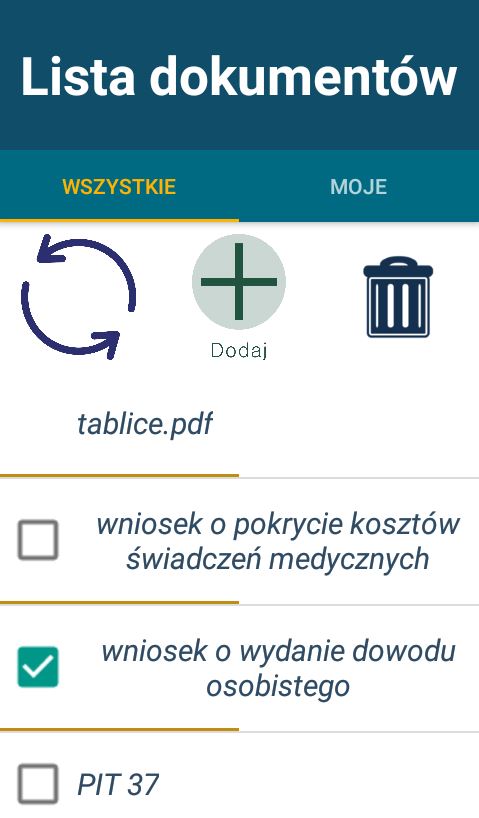 Lista dokumentów
WSZYSTKIE
MOJE
Dodaj
tablice.pdf
wniosek o pokrycie kosztów
świadczeń medycznych
wniosek o wydanie dowodu
osobistego
PIT 37